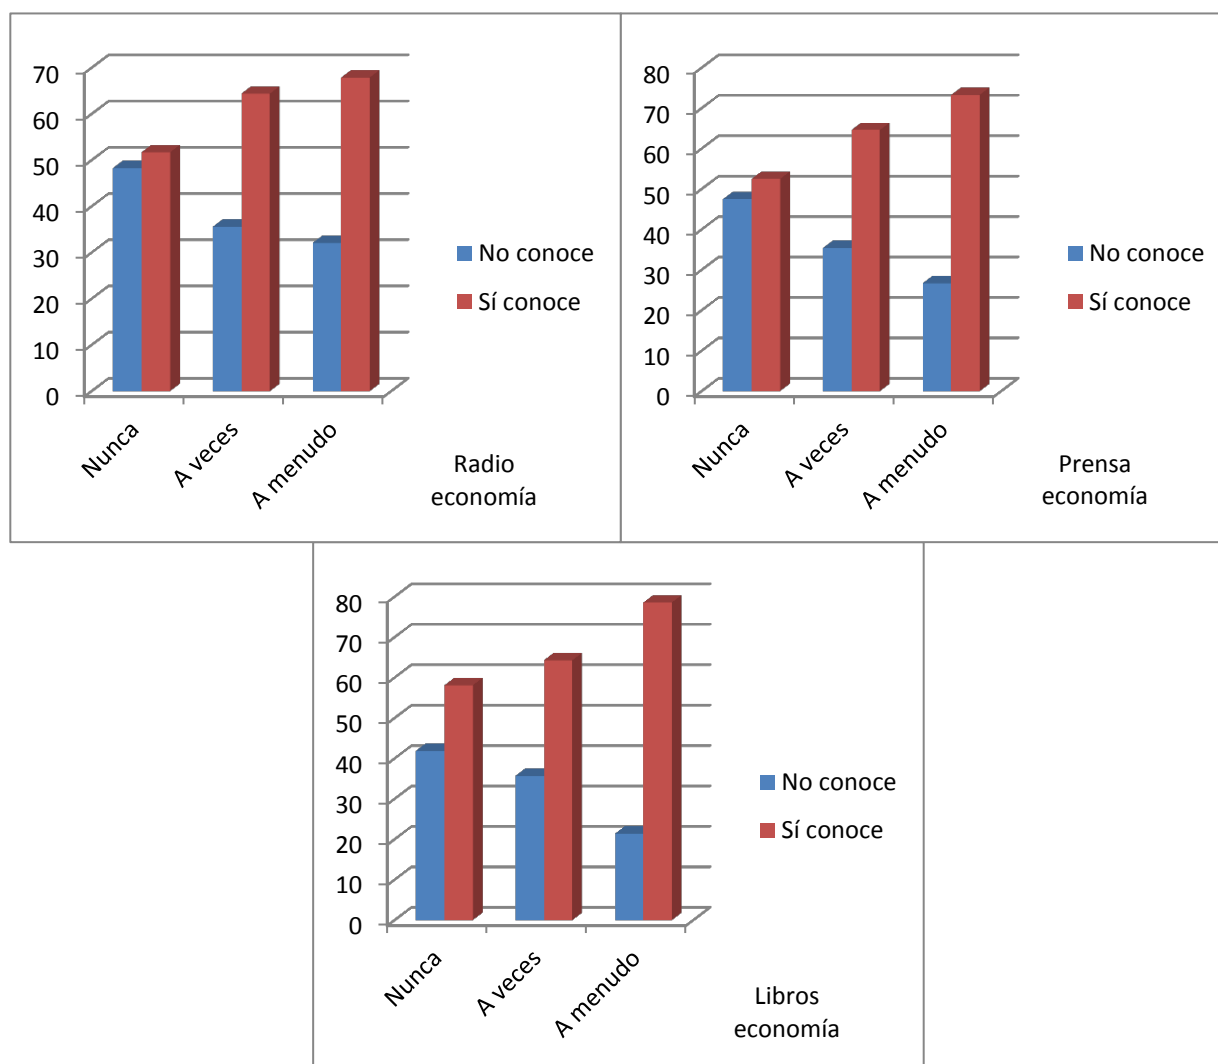 70
60
50
40
30
20
10
0
Nunca
A veces
A menudo
No conoce
Sí conoce
Radio
economía
80
70
60
50
40
30
20
10
0
Nunca
A veces
A menudo
No conoce
Sí conoce
Prensa
economía
80
70
60
50
40
30
20
10
0
Nunca
A veces
A menudo
No conoce
Sí conoce
Libros
economía